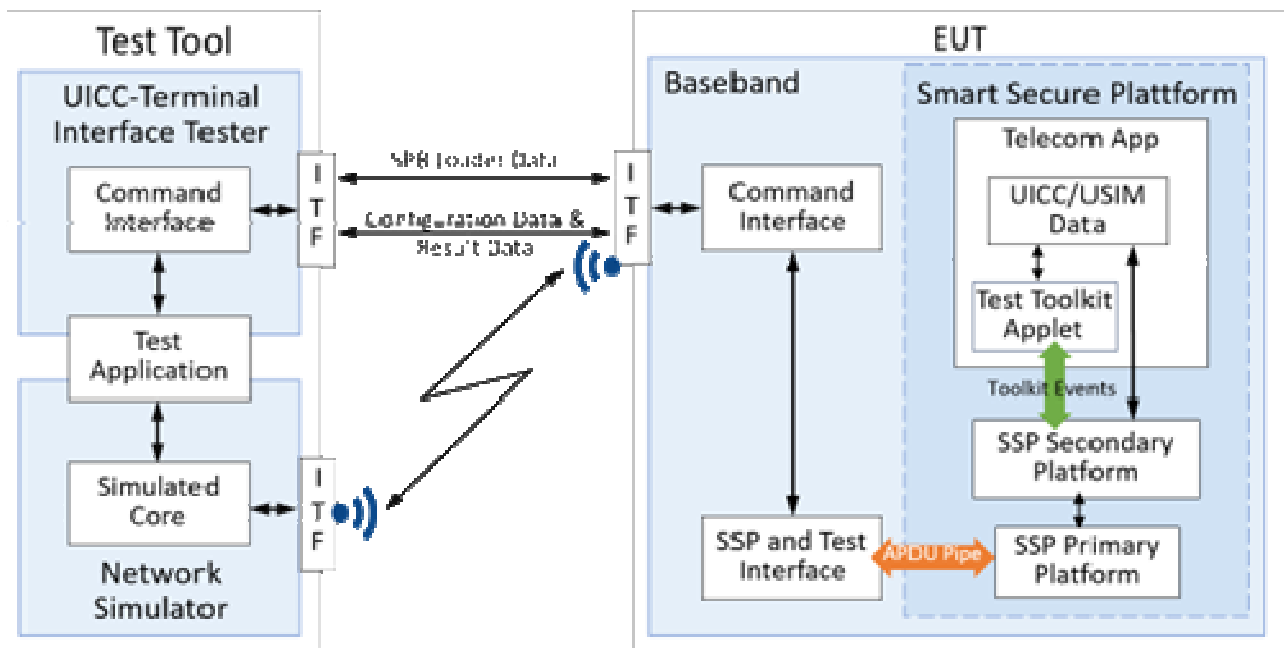 Test Tool
UICC-Terminal
Interface Tester
Command
Interface
Test
Application
Simulated
Core
Network
Simulator
I
T
F
I
T
F
Data
Configuration Data &
Result Data
I
T
F
EUT
Baseband
Command
Interface
SSP and Test
Interface
APDU Pipe
Smart Secure Plattform
Telecom App
UICC/USIM
Data
Test Toolkit
Applet
Toolkit Events
SSP Secondary
Platform
SSP Primary
Platform